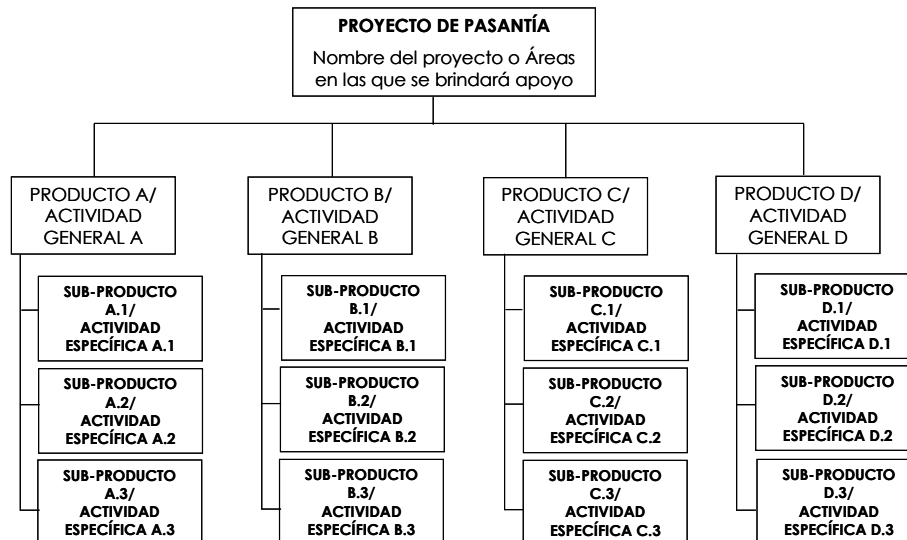 PROYECTO DE PASANTÍA
Nombre del proyecto o Áreas
en las que se brindará apoyo
PRODUCTO A/
ACTIVIDAD
GENERAL A
PRODUCTO B/
ACTIVIDAD
GENERAL B
PRODUCTO C/
ACTIVIDAD
GENERAL C
PRODUCTO D/
ACTIVIDAD
GENERAL D
SUB-PRODUCTO
A.1/
ACTIVIDAD
ESPECÍFICA A.1
SUB-PRODUCTO
B.1/
ACTIVIDAD
ESPECÍFICA B.1
SUB-PRODUCTO
C.1/
ACTIVIDAD
ESPECÍFICA C.1
SUB-PRODUCTO
D.1/
ACTIVIDAD
ESPECÍFICA D.1
SUB-PRODUCTO
A.2/
ACTIVIDAD
ESPECÍFICA A.2
SUB-PRODUCTO
B.2/
ACTIVIDAD
ESPECÍFICA B.2
SUB-PRODUCTO
C.2/
ACTIVIDAD
ESPECÍFICA C.2
SUB-PRODUCTO
D.2/
ACTIVIDAD
ESPECÍFICA D.2
SUB-PRODUCTO
A.3/
ACTIVIDAD
ESPECÍFICA A.3
SUB-PRODUCTO
B.3/
ACTIVIDAD
ESPECÍFICA B.3
SUB-PRODUCTO
C.3/
ACTIVIDAD
ESPECÍFICA C.3
SUB-PRODUCTO
D.3/
ACTIVIDAD
ESPECÍFICA D.3